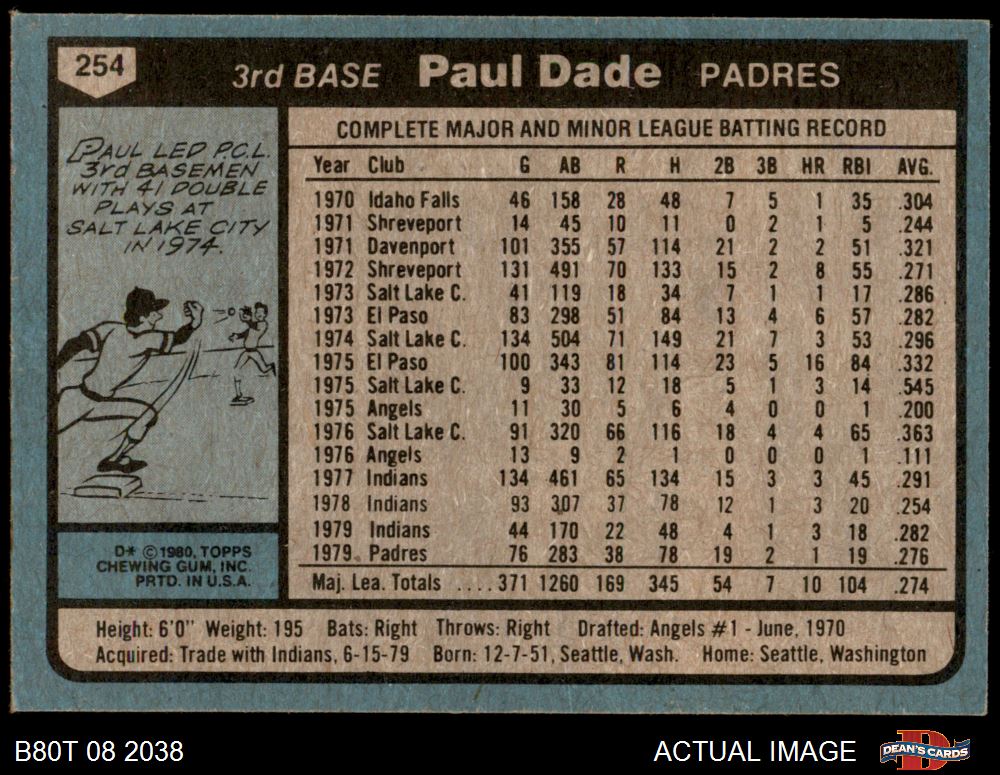 254
3rd BASE Paul Dade PADRES
PAUL LED P.C.L.
3rd BASEMEN
WITH 41 DOUBLE
PLAYS AT
SALT LAKE CITY
IN 1974.
D* © 1980, TOPPS
CHEWING GUM, INC.
PRTD. IN U.S.A.
COMPLETE MAJOR AND MINOR LEAGUE BATTING RECORD
Year Club G AB R H 2B 3B HR RBI AVG.
1970 Idaho Falls 46 158 28 48 7 5 1 35 .304
1971 Shreveport 14 45 10 11 0 2 1 5 .244
1971 Davenport 101 355 57 114 21 2 2 51 .321
1972 Shreveport 131 491 70 133 15 2 8 55 .271
1973 Salt Lake C. 41 119 18 34 7 1 1 17 .286
1973 El Paso 83 298 51 84 13 4 6 57 .282
1974 Salt Lake C. 134 504 71 149 21 7 3 53 .296
1975 El Paso 100 343 81 114 23 5 16 84 .332
1975 Salt Lake C. 9 33 12 18 5 1 3 14 .545
1975 Angels 11 30 5 6 4 0 0 1 .200
1976 Salt Lake C. 91 320 66 116 18 4 4 65 .363
1976 Angels 13 9 2 1 0 0 0 1 .111
1977 Indians 134 461 65 134 15 3 3 45 .291
1978 Indians 93 307 37 78 12 1 3 20 .254
1979 Indians 44 170 22 48 4 1 3 18 .282
1979 Padres 76 283 38 78 19 2 1 19 .276
Maj. Lea. Totals .... 371 1260 169 345 54 7 10 104 .274
Height: 6'0" Weight: 195 Bats: Right Throws: Right Drafted: Angels #1 - June, 1970
Acquired: Trade with Indians, 6-15-79 Born: 12-7-51, Seattle, Wash. Home: Seattle, Washington
B80T 08 2038 ACTUAL IMAGE DEAN'S CARDS